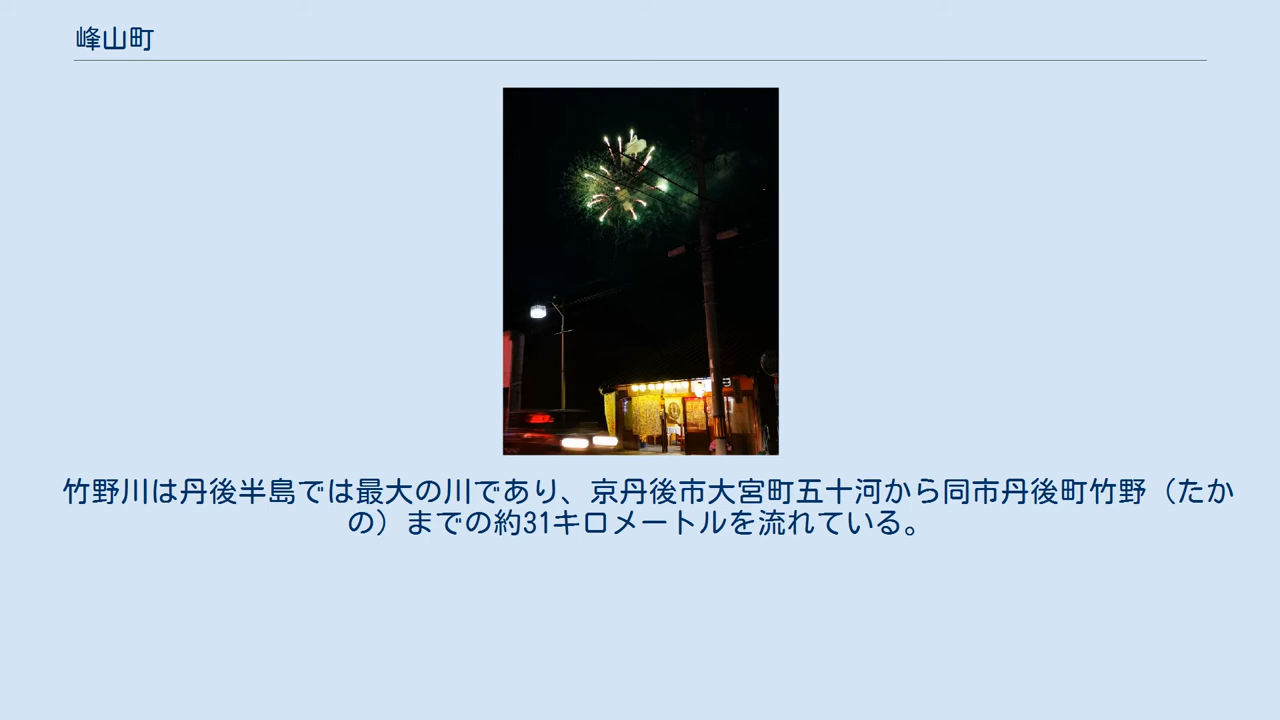 峰山町
竹野川は丹後半島では最大の川であり、京丹後市大宮町五十河から同市丹後町竹野（たか
の）までの約31キロメートルを流れている。